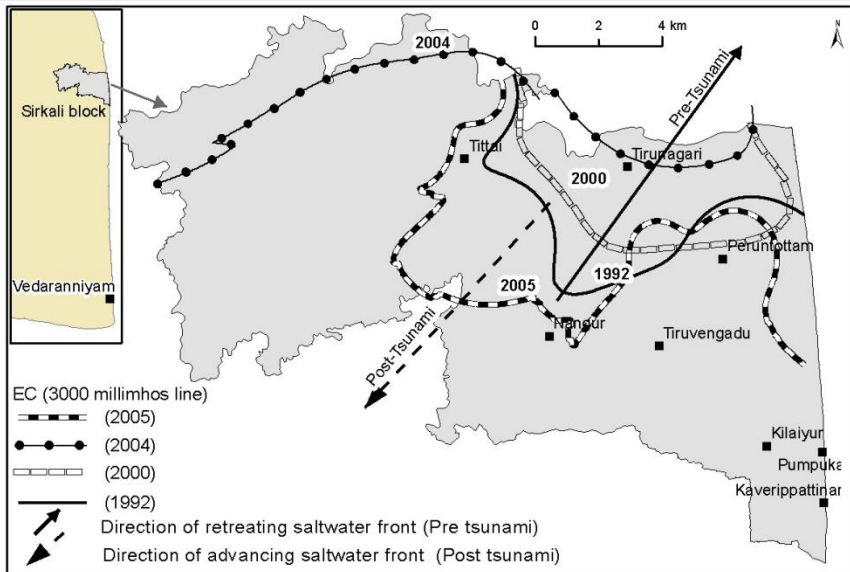 2004
0 2 4 km
N
Pre-Tsunami
Sirkali block
Tittai
Tirunagari
2000
Peruntottam
1992
2005
Vedaranniyam
Nangur
Tiruvengadu
Post-Tsunami
EC (3000 millimhos line)
(2005)
(2004)
(2000)
(1992)
Kilaiyur
Pumpuka
Kaverippattinar
Direction of retreating saltwater front (Pre tsunami)
Direction of advancing saltwater front (Post tsunami)